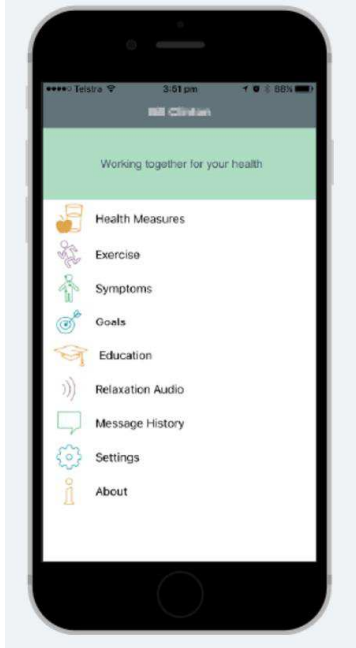 Telstra 3:51 pm 88%
Bill Clinton
Working together for your health
Health Measures
Exercise
Symptoms
Goals
Education
Relaxation Audio
Message History
Settings
About